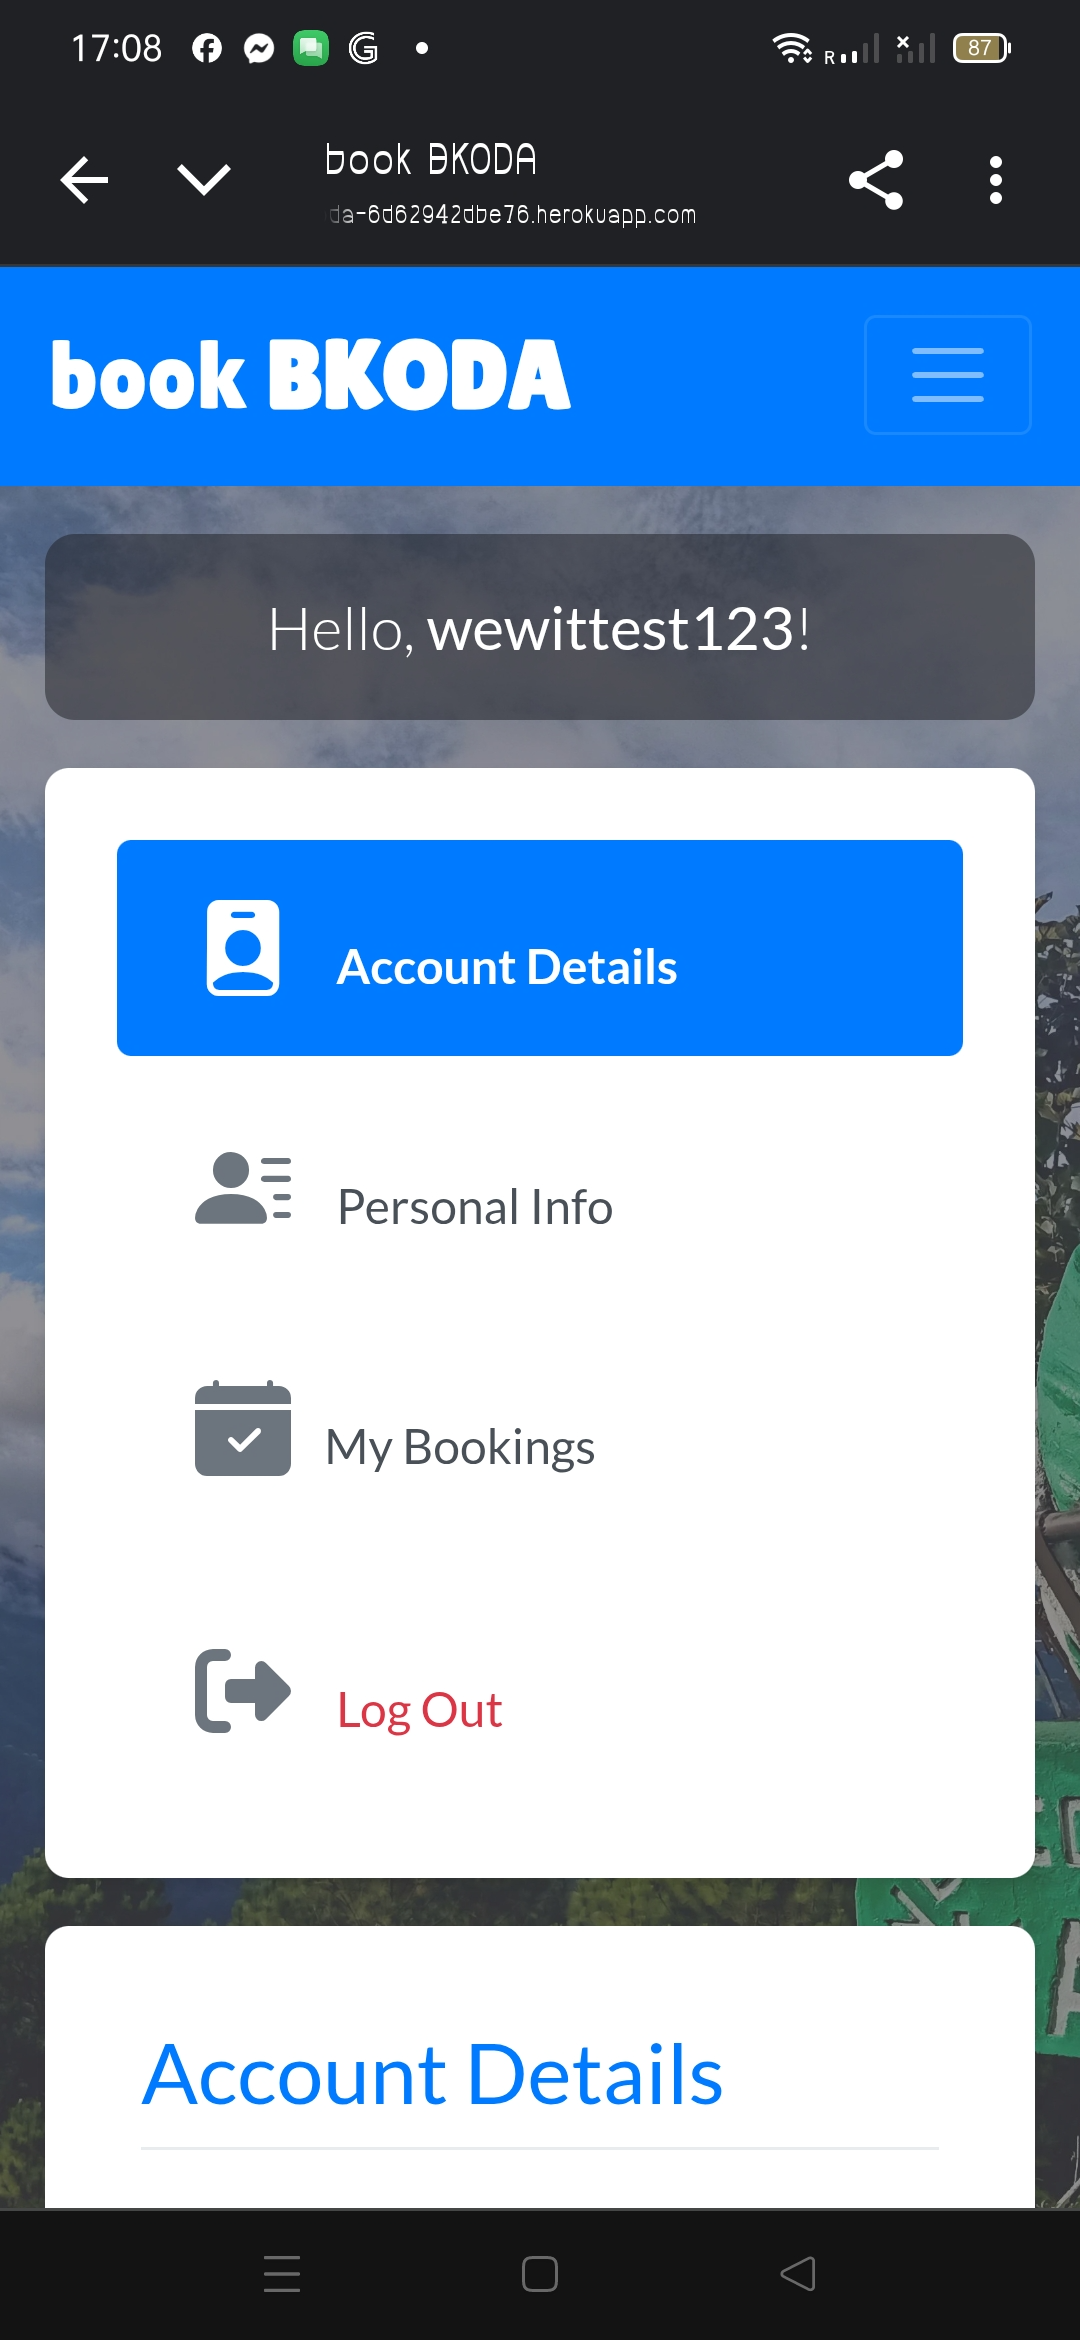 17:08
R
87
book BKODA
da-6d62942dbe76.herokuapp.com
book BKODA
Hello, wewittest123!
Account Details
Personal Info
My Bookings
Log Out
Account Details